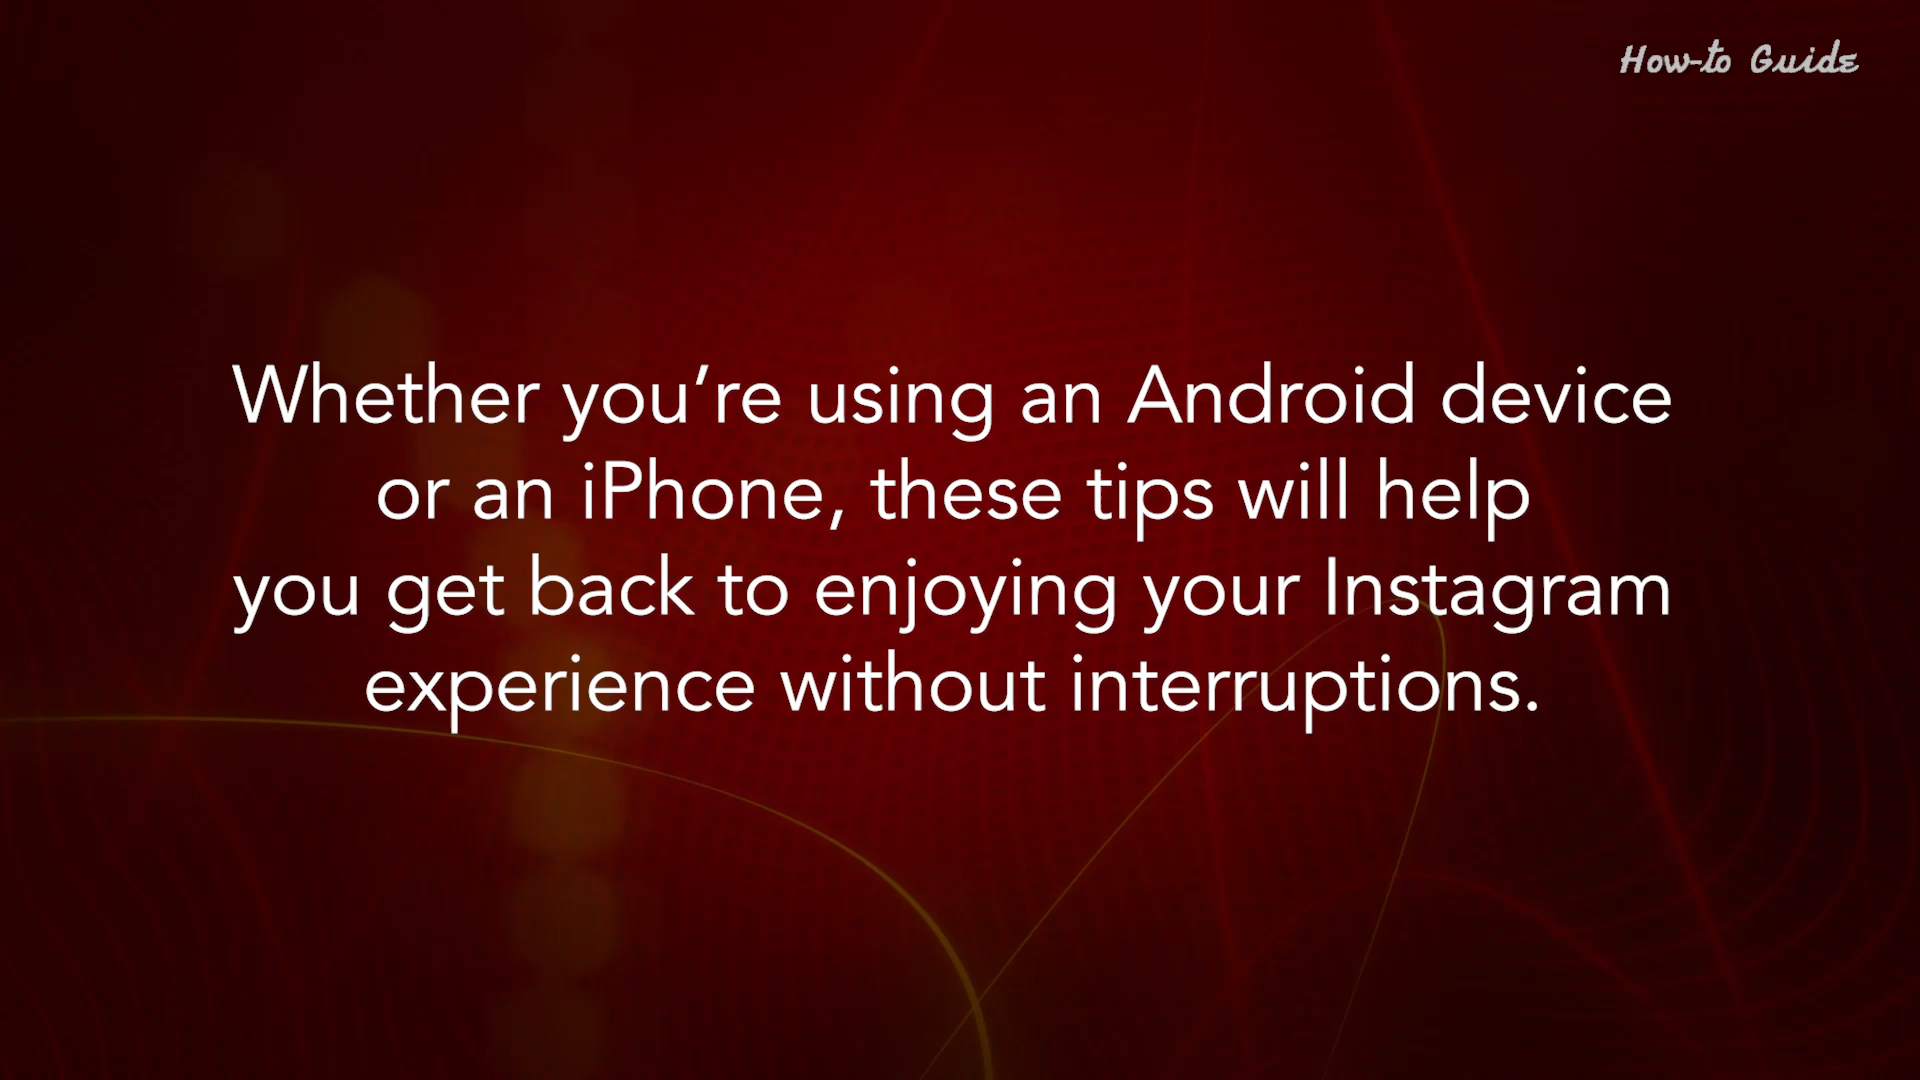 How-to Guide
Whether you’re using an Android device
or an iPhone, these tips will help
you get back to enjoying your Instagram
experience without interruptions.